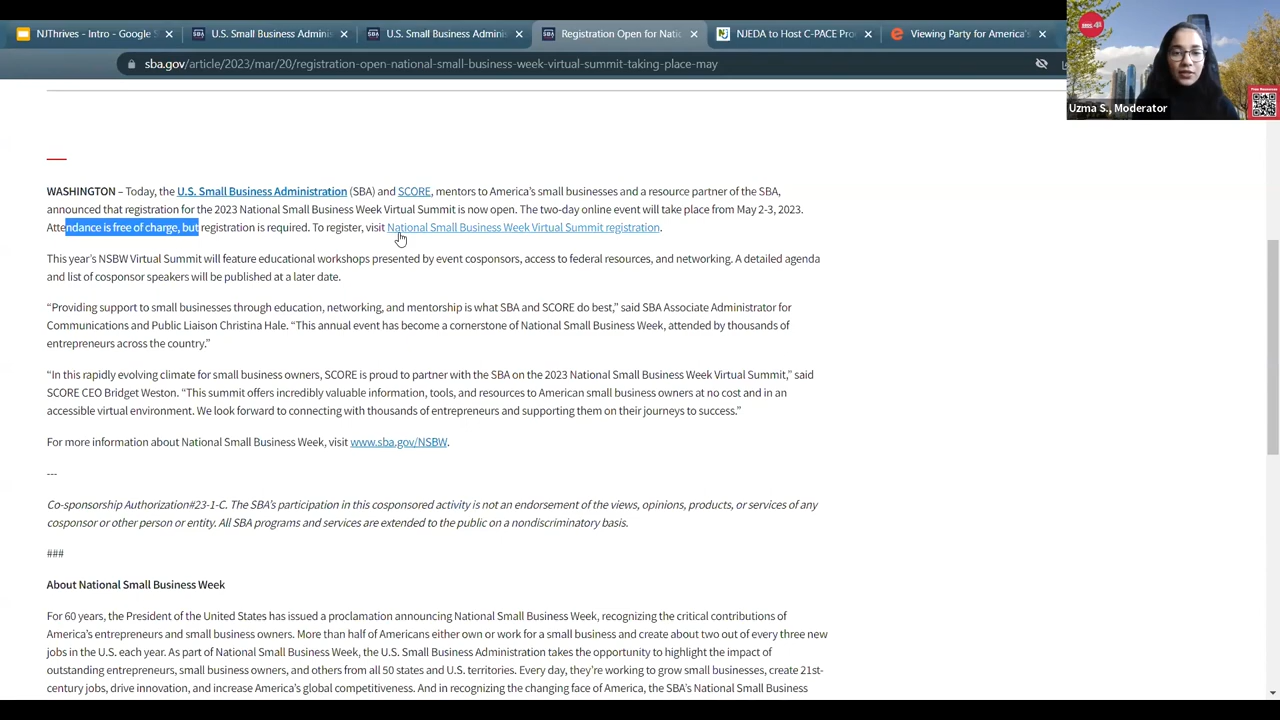 NJThrives - Intro - Google S
U.S. Small Business Adminis
U.S. Small Business Adminis
Registration Open for Natio
NJEDA to Host C-PACE Pro
Viewing Party for America's
sba.gov/article/2023/mar/20/registration-open-national-small-business-week-virtual-summit-taking-place-may
Uzma S., Moderator
WASHINGTON – Today, the U.S. Small Business Administration (SBA) and SCORE, mentors to America's small businesses and a resource partner of the SBA,
announced that registration for the 2023 National Small Business Week Virtual Summit is now open. The two-day online event will take place from May 2-3, 2023.
Attendance is free of charge, but registration is required. To register, visit National Small Business Week Virtual Summit registration.
This year's NSBW Virtual Summit will feature educational workshops presented by event cosponsors, access to federal resources, and networking. A detailed agenda
and list of cosponsor speakers will be published at a later date.
“Providing support to small businesses through education, networking, and mentorship is what SBA and SCORE do best,” said SBA Associate Administrator for
Communications and Public Liaison Christina Hale. “This annual event has become a cornerstone of National Small Business Week, attended by thousands of
entrepreneurs across the country.”
“In this rapidly evolving climate for small business owners, SCORE is proud to partner with the SBA on the 2023 National Small Business Week Virtual Summit,” said
SCORE CEO Bridget Weston. “This summit offers incredibly valuable information, tools, and resources to American small business owners at no cost and in an
accessible virtual environment. We look forward to connecting with thousands of entrepreneurs and supporting them on their journeys to success.”
For more information about National Small Business Week, visit www.sba.gov/NSBW.
---
Co-sponsorship Authorization#23-1-C. The SBA's participation in this cosponsored activity is not an endorsement of the views, opinions, products, or services of any
cosponsor or other person or entity. All SBA programs and services are extended to the public on a nondiscriminatory basis.
###
About National Small Business Week
For 60 years, the President of the United States has issued a proclamation announcing National Small Business Week, recognizing the critical contributions of
America's entrepreneurs and small business owners. More than half of Americans either own or work for a small business and create about two out of every three new
jobs in the U.S. each year. As part of National Small Business Week, the U.S. Small Business Administration takes the opportunity to highlight the impact of
outstanding entrepreneurs, small business owners, and others from all 50 states and U.S. territories. Every day, they're working to grow small businesses, create 21st-
century jobs, drive innovation, and increase America's global competitiveness. And in recognizing the changing face of America, the SBA's National Small Business